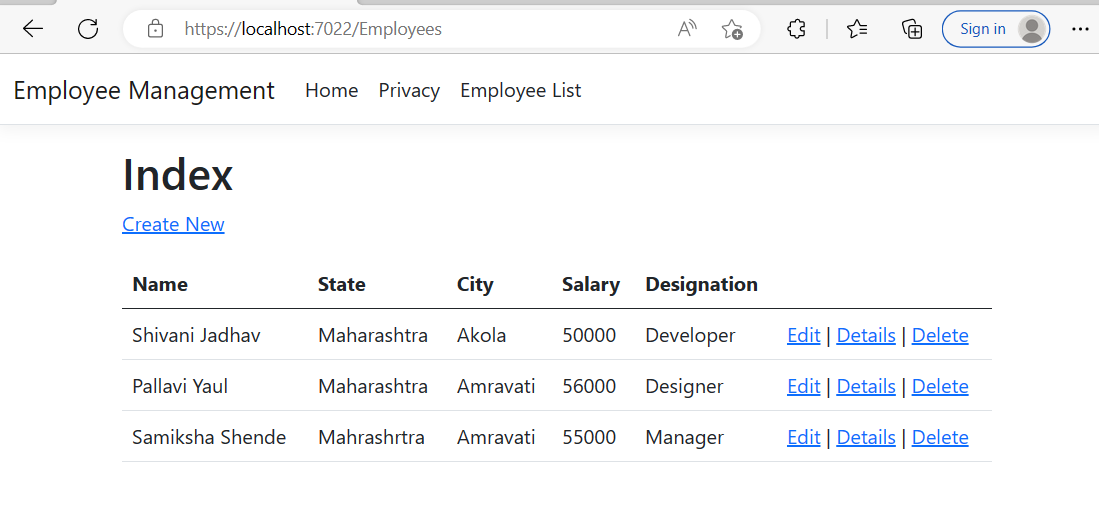 https://localhost:7022/Employees
Sign in
Employee Management Home Privacy Employee List
Index
Create New
Name State City Salary Designation
Shivani Jadhav Maharashtra Akola 50000 Developer Edit | Details | Delete
Pallavi Yaul Maharashtra Amravati 56000 Designer Edit | Details | Delete
Samiksha Shende Mahrashrtra Amravati 55000 Manager Edit | Details | Delete